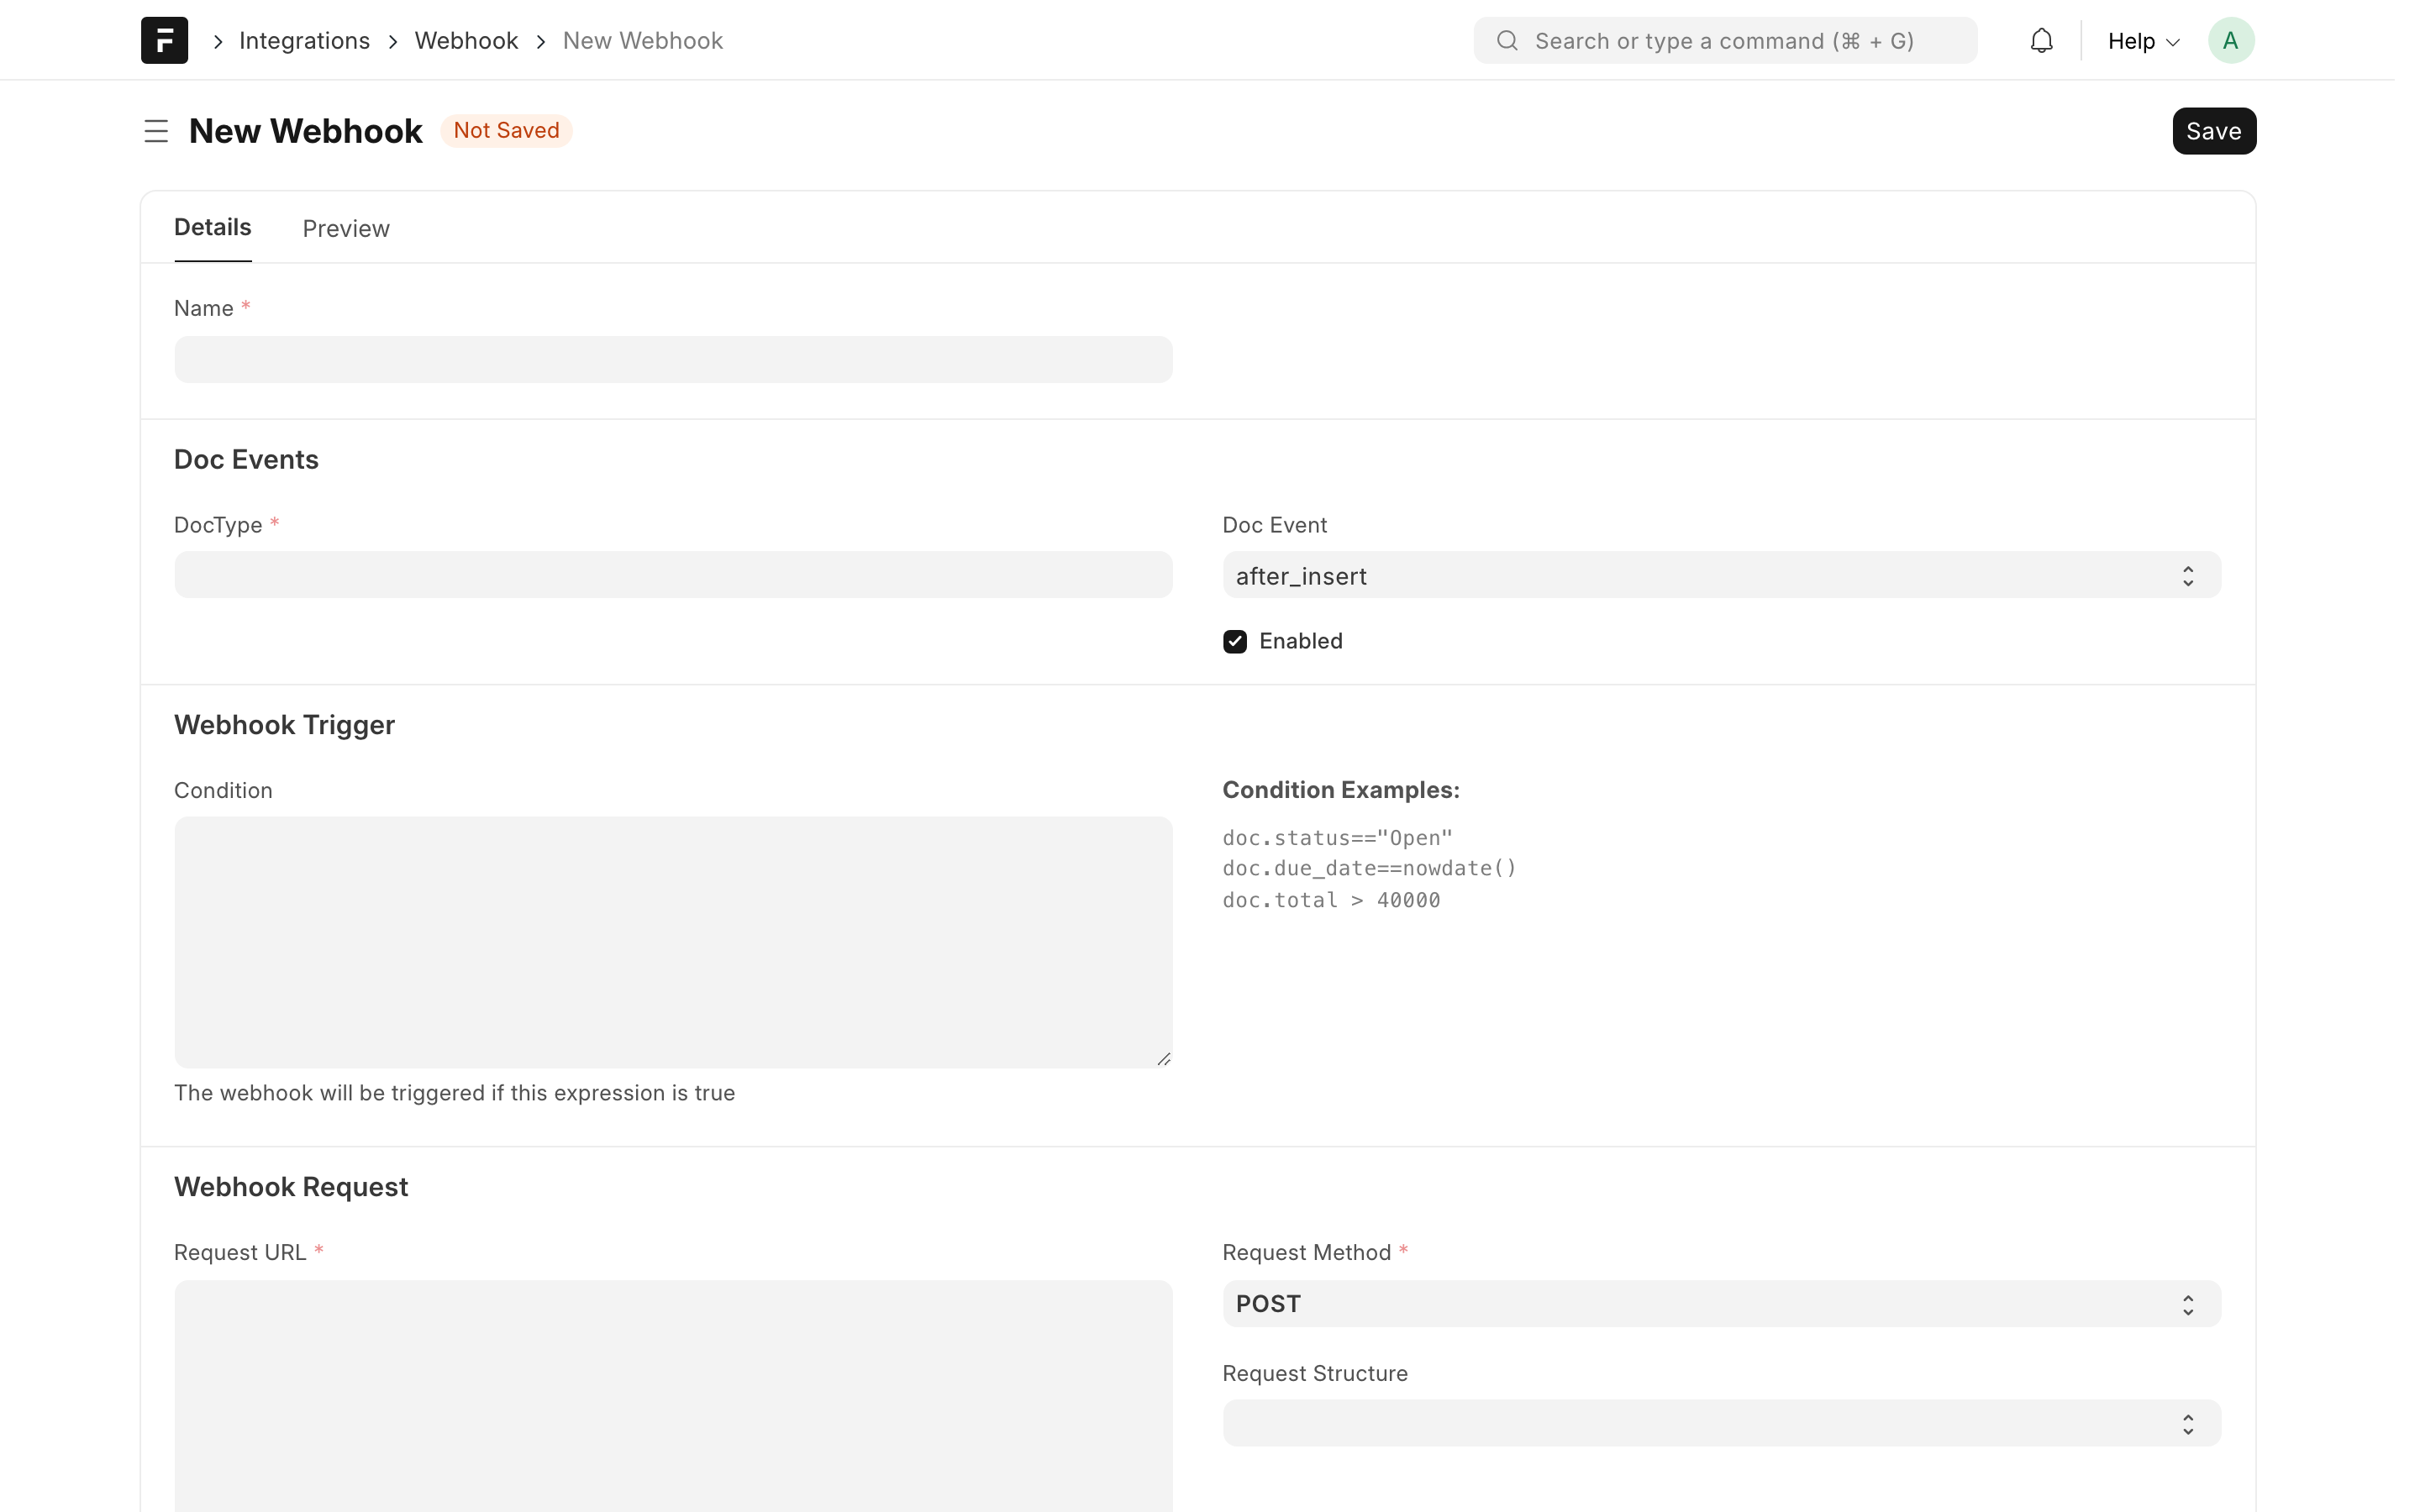 F Integrations Webhook New Webhook Search or type a command (⌘ + G) Help A
New Webhook Not Saved Save
Details Preview
Name *
Doc Events
DocType * Doc Event
after_insert
Enabled
Webhook Trigger
Condition Condition Examples:
doc.status=="Open"
doc.due_date==nowdate()
doc.total > 40000
The webhook will be triggered if this expression is true
Webhook Request
Request URL * Request Method *
POST
Request Structure